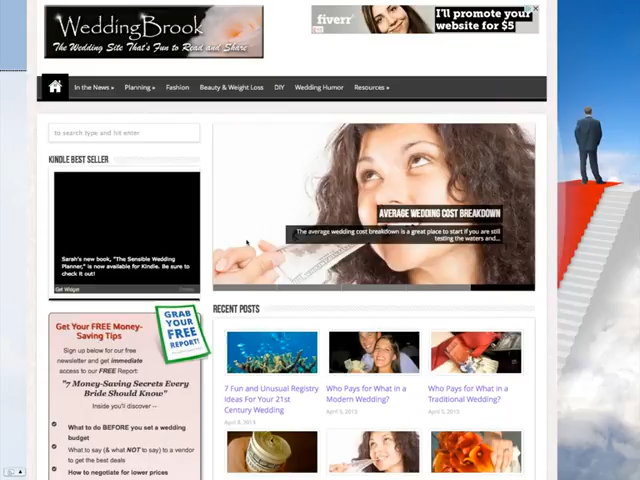 WeddingBrook
The Wedding Site That's Fun to Read and Share
fiverr
I'll promote your
website for $5
In the News »
Planning »
Fashion
Beauty & Weight Loss
DIY
Wedding Humor
Resources »
to search type and hit enter
KINDLE BEST SELLER
Sarah's new book, "The Sensible Wedding
Planner," is now available for Kindle. Be sure to
check it out!
Get Widget
AVERAGE WEDDING COST BREAKDOWN
The average wedding cost breakdown is a great place to start if you are still
testing the waters and...
Get Your FREE Money-
Saving Tips
GRAB
YOUR
FREE
REPORT!
Sign up below for our free
newsletter and get immediate
access to our FREE Report:
"7 Money-Saving Secrets Every
Bride Should Know"
Inside you'll discover --
What to do BEFORE you set a wedding
budget
What to say (& what NOT to say) to a vendor
to get the best deals
How to negotiate for lower prices
RECENT POSTS
7 Fun and Unusual Registry
Ideas For Your 21st
Century Wedding
April 8, 2013
Who Pays for What in a
Modern Wedding?
April 5, 2013
Who Pays for What in a
Traditional Wedding?
April 5, 2013